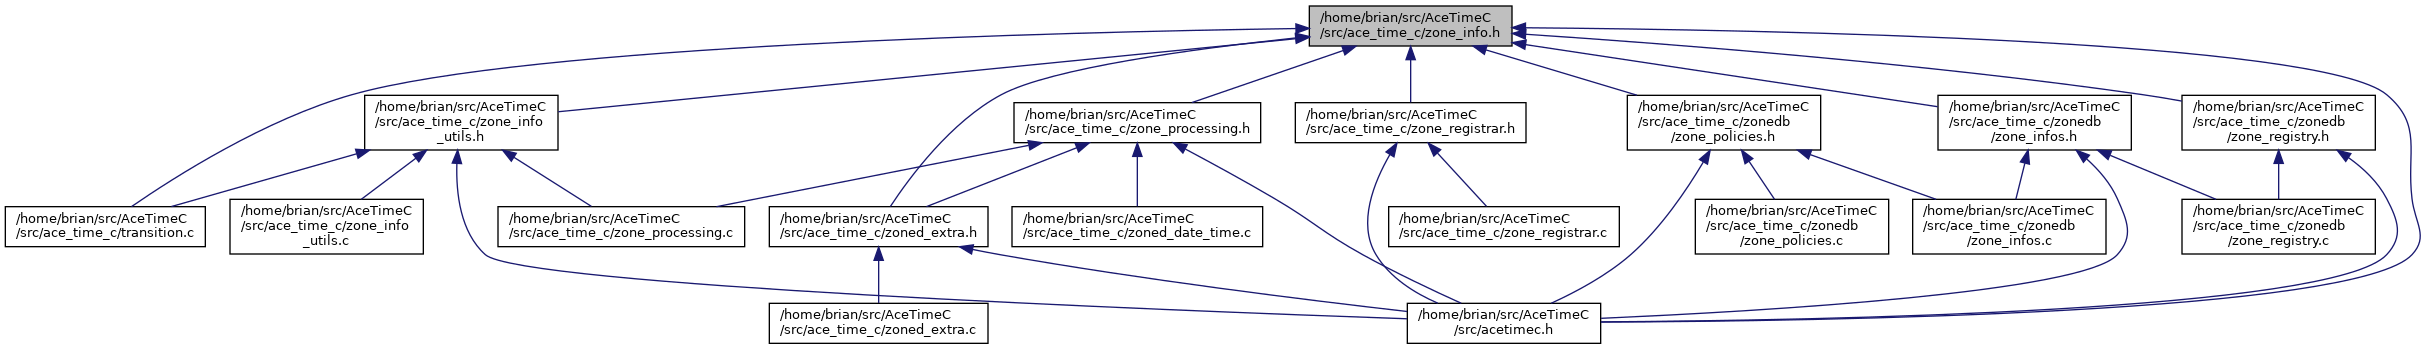 /home/brian/src/AceTimeC
/src/ace_time_c/zone_info.h
/home/brian/src/AceTimeC
/src/ace_time_c/zone_info
_utils.h
/home/brian/src/AceTimeC
/src/ace_time_c/zone_processing.h
/home/brian/src/AceTimeC
/src/ace_time_c/zone_registrar.h
/home/brian/src/AceTimeC
/src/ace_time_c/zonedb
/zone_policies.h
/home/brian/src/AceTimeC
/src/ace_time_c/zonedb
/zone_infos.h
/home/brian/src/AceTimeC
/src/ace_time_c/zonedb
/zone_registry.h
/home/brian/src/AceTimeC
/src/ace_time_c/transition.c
/home/brian/src/AceTimeC
/src/ace_time_c/zone_info
_utils.c
/home/brian/src/AceTimeC
/src/ace_time_c/zone_processing.c
/home/brian/src/AceTimeC
/src/ace_time_c/zoned_extra.h
/home/brian/src/AceTimeC
/src/ace_time_c/zoned_date_time.c
/home/brian/src/AceTimeC
/src/ace_time_c/zone_registrar.c
/home/brian/src/AceTimeC
/src/ace_time_c/zonedb
/zone_policies.c
/home/brian/src/AceTimeC
/src/ace_time_c/zonedb
/zone_infos.c
/home/brian/src/AceTimeC
/src/ace_time_c/zonedb
/zone_registry.c
/home/brian/src/AceTimeC
/src/ace_time_c/zoned_extra.c
/home/brian/src/AceTimeC
/src/acetimec.h